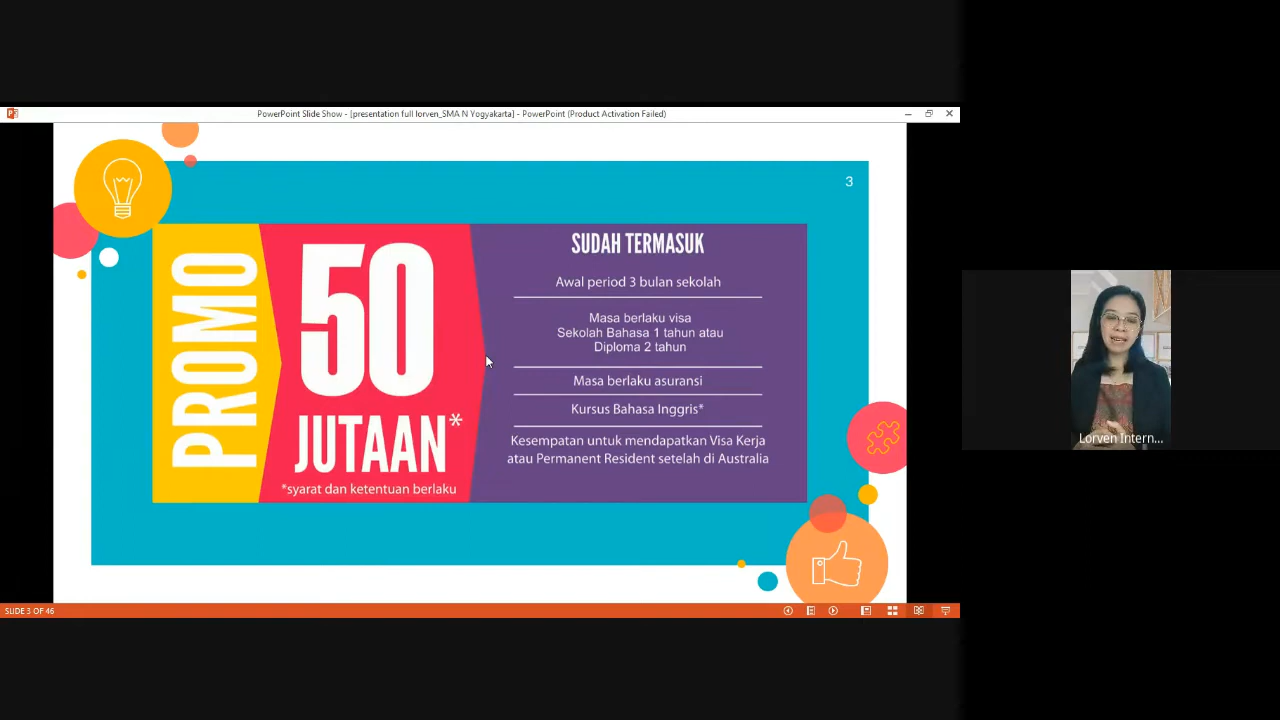 PowerPoint Slide Show - [presentation full lorven_SMA N Yogyakarta] - PowerPoint (Product Activation Failed)
3
PROMO
50
JUTAAN*
*syarat dan ketentuan berlaku
SUDAH TERMASUK
Awal period 3 bulan sekolah
Masa berlaku visa
Sekolah Bahasa 1 tahun atau
Diploma 2 tahun
Masa berlaku asuransi
Kursus Bahasa Inggris*
Kesempatan untuk mendapatkan Visa Kerja
atau Permanent Resident setelah di Australia
Lorven Intern...
SLIDE 3 OF 46